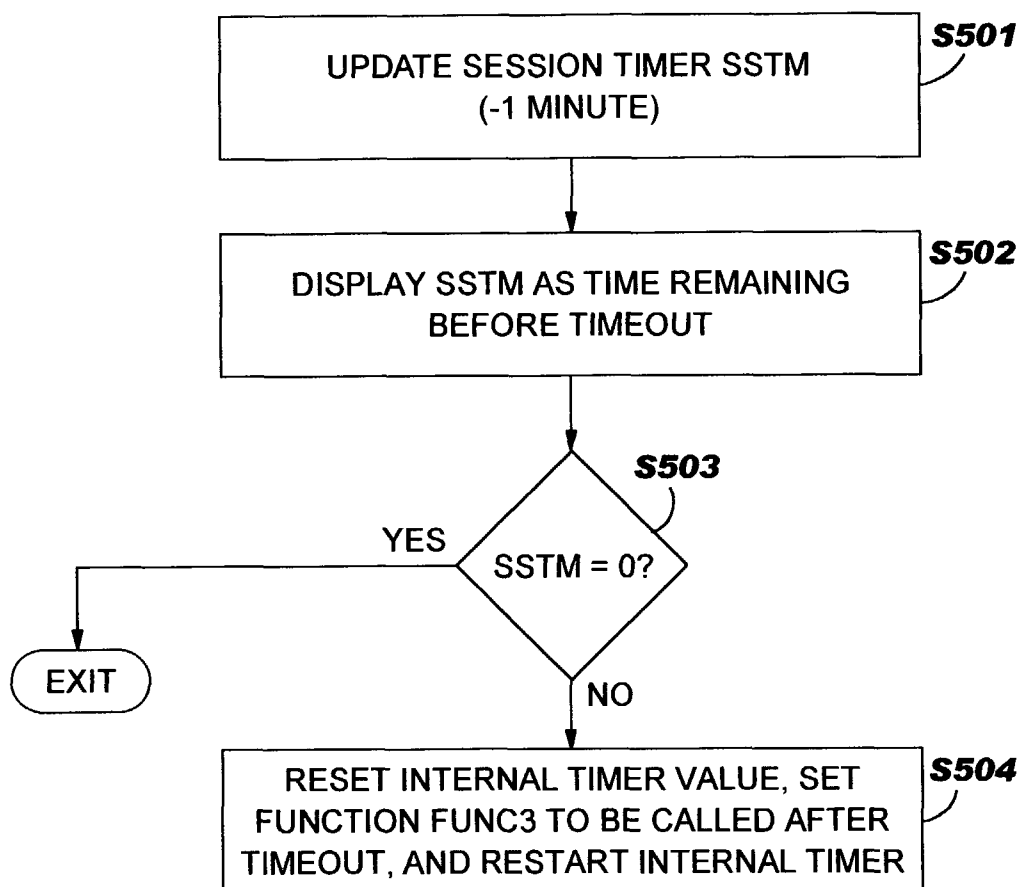 S501
UPDATE SESSION TIMER SSTM
(-1 MINUTE)
S502
DISPLAY SSTM AS TIME REMAINING
BEFORE TIMEOUT
S503
YES
SSTM = 0?
EXIT
NO
S504
RESET INTERNAL TIMER VALUE, SET
FUNCTION FUNC3 TO BE CALLED AFTER
TIMEOUT, AND RESTART INTERNAL TIMER